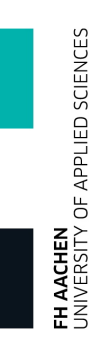 FH AACHEN
UNIVERSITY OF APPLIED SCIENCES